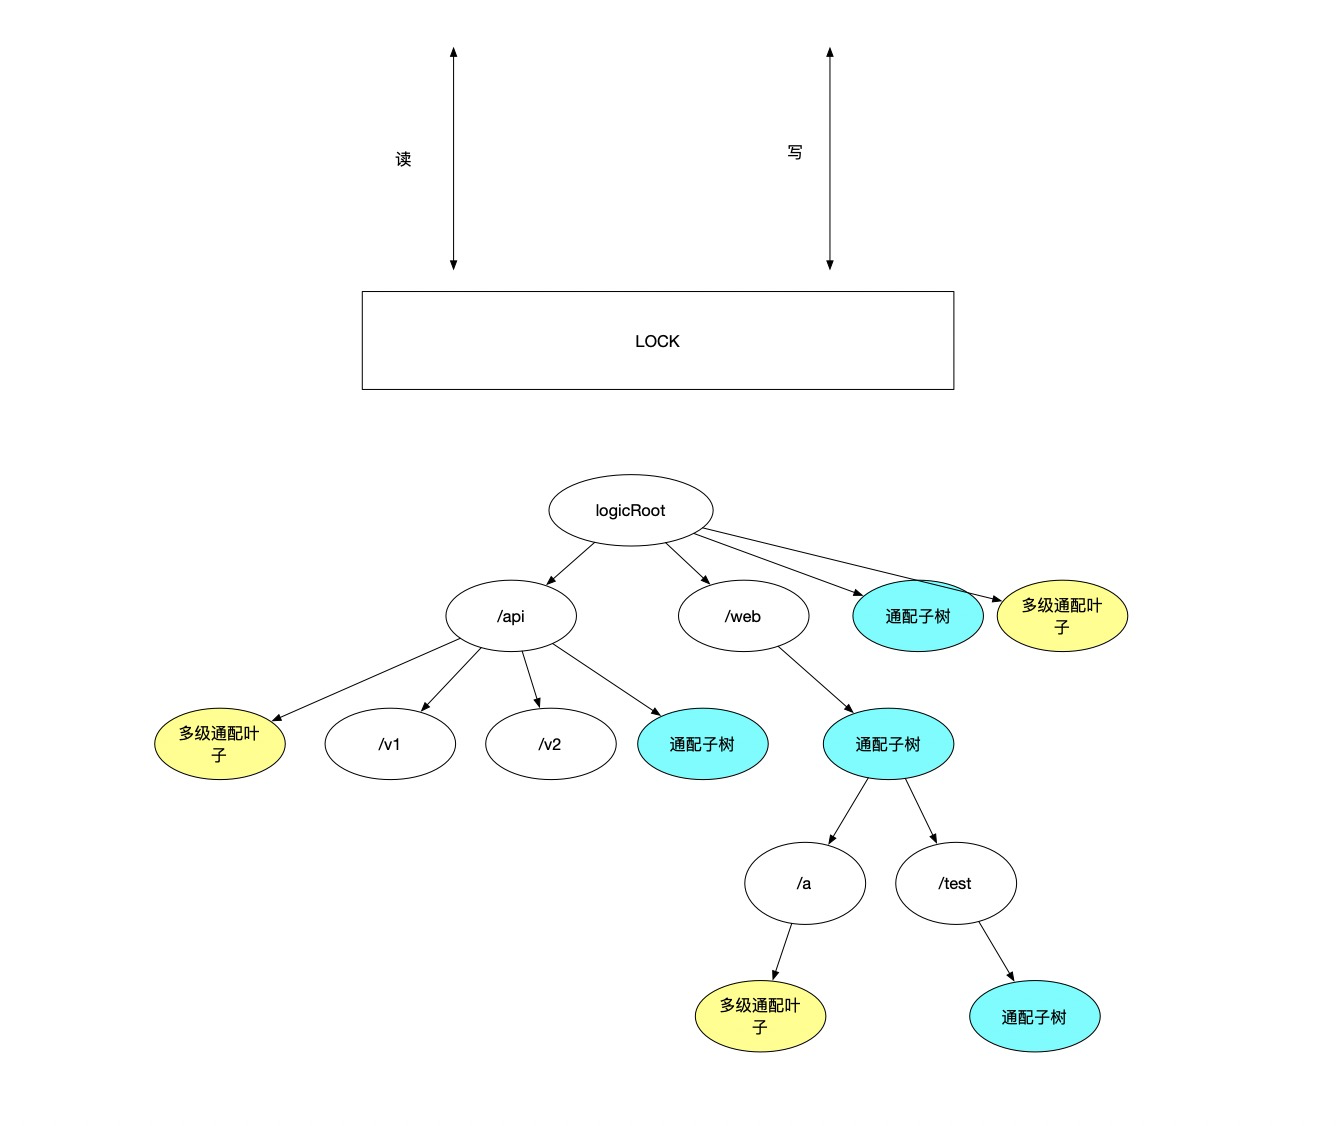 读
写
LOCK
logicRoot
/api
/web
通配子树
多级通配叶
子
多级通配叶
子
/v1
/v2
通配子树
通配子树
/a
/test
多级通配叶
子
通配子树